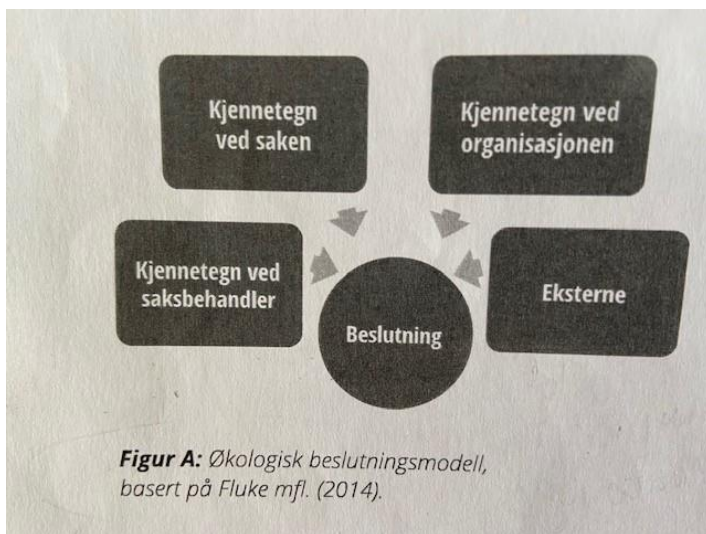 Kjennetegn
ved saken
Kjennetegn ved
organisasjonen
Kjennetegn ved
saksbehandler
Eksterne
Beslutning
Figur A: Økologisk beslutningsmodell,
basert på Fluke mfl. (2014).